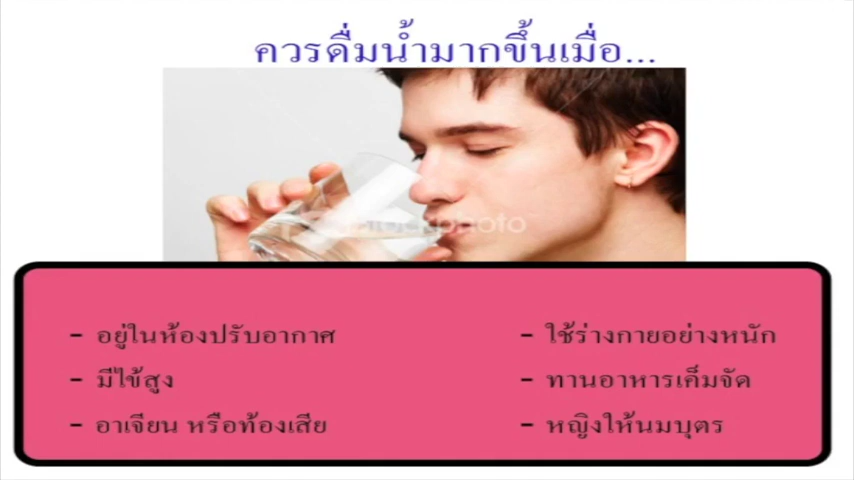 ควรดื่มน้ำมากขึ้นเมื่อ...
- อยู่ในห้องปรับอากาศ
- มีไข้สูง
- อาเจียน หรือท้องเสีย
- ใช้ร่างกายอย่างหนัก
- ทานอาหารเค็มจัด
- หญิงให้นมบุตร